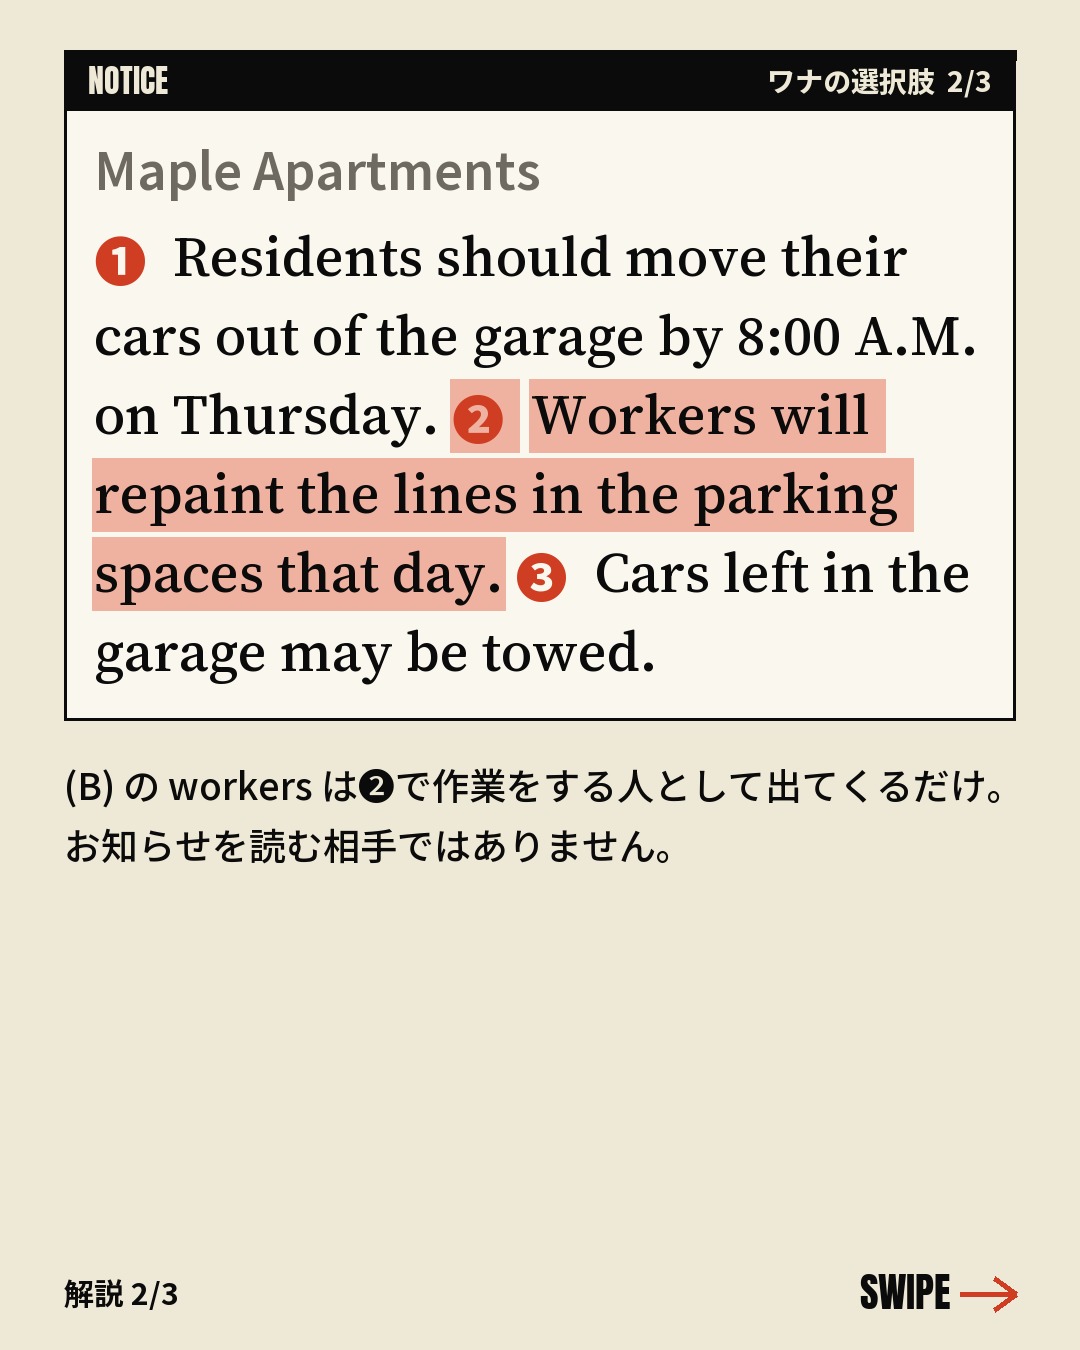 NOTICE
ワナの選択肢 2/3
Maple Apartments
❶ Residents should move their
cars out of the garage by 8:00 A.M.
on Thursday. ❷ Workers will
repaint the lines in the parking
spaces that day. ❸ Cars left in the
garage may be towed.
(B) の workers は❷で作業をする人として出てくるだけ。
お知らせを読む相手ではありません。
解説 2/3
SWIPE →